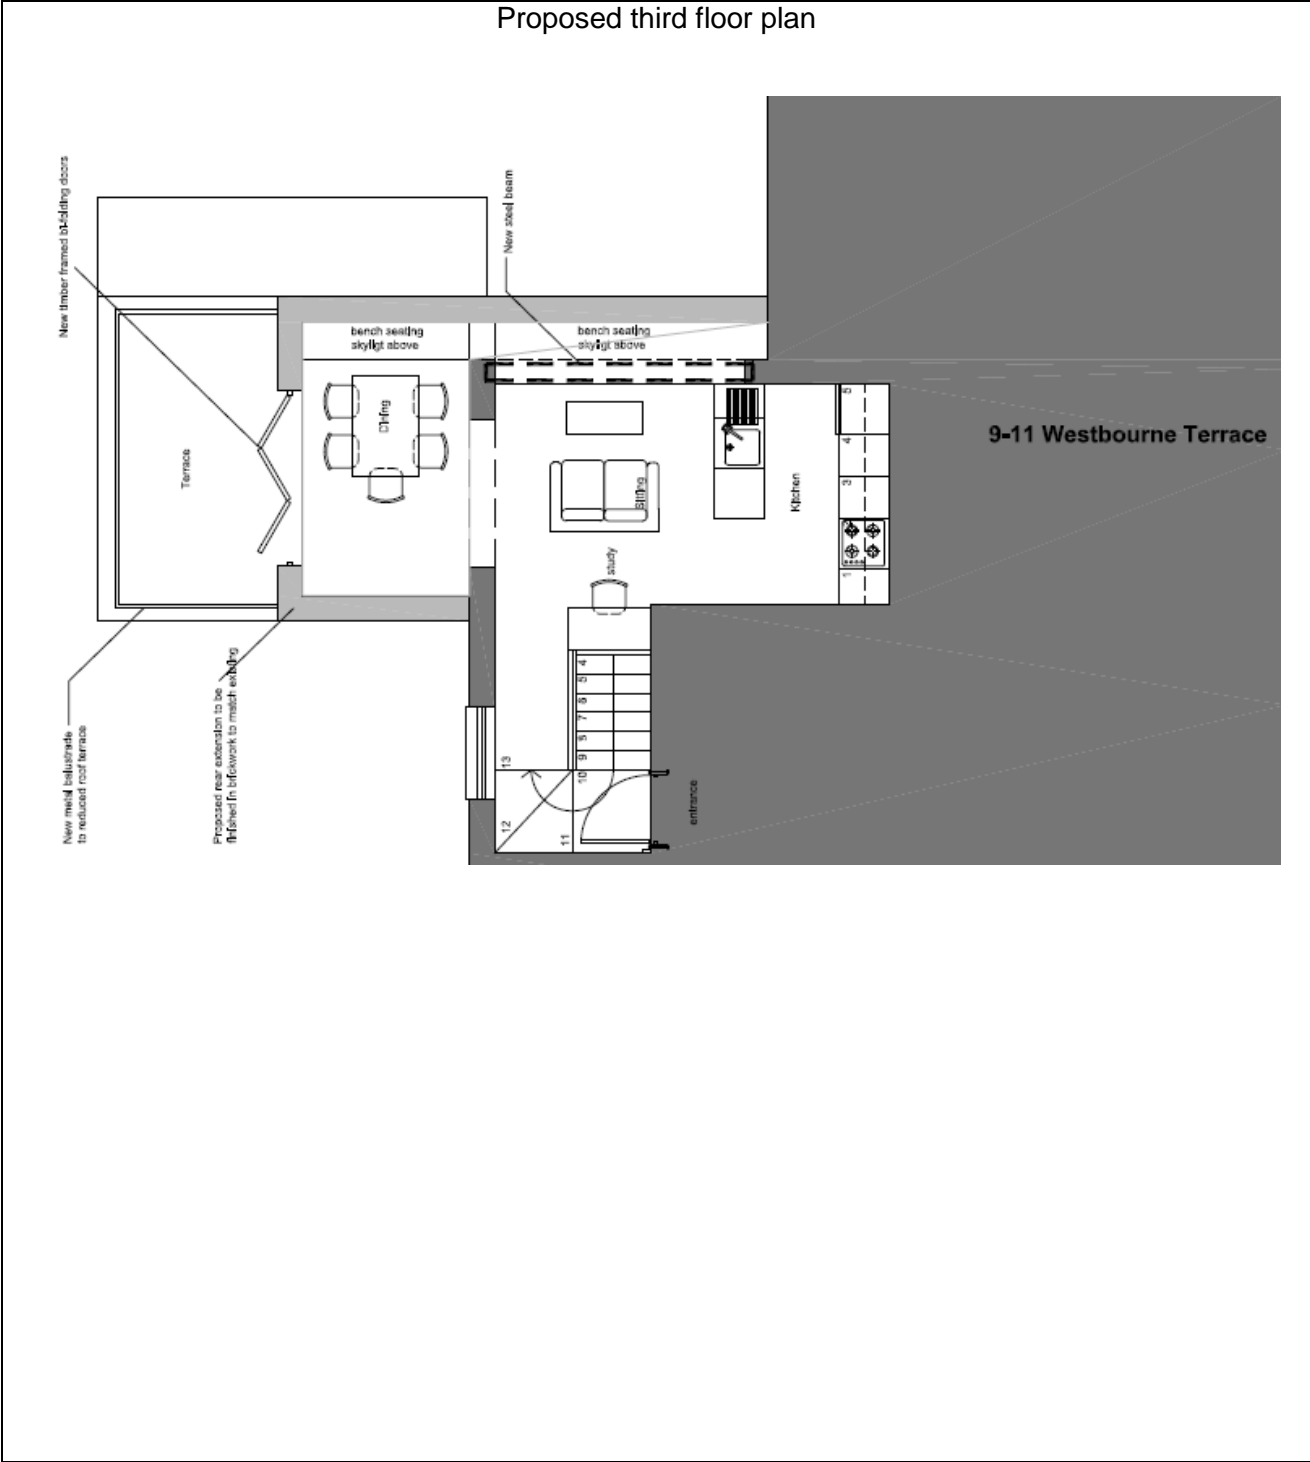 Proposed third floor plan
New timber framed bi-folding doors
New steel beam
bench seating
skyligt above
bench seating
skyligt above
Dining
Terrace
Sitting
study
Kitchen
5
4
3
1
9-11 Westbourne Terrace
4
5
6
7
8
9
10
11
12
13
entrance
New metal balustrade
to reduced roof terrace
Proposed rear extension to be
finished in brickwork to match existing